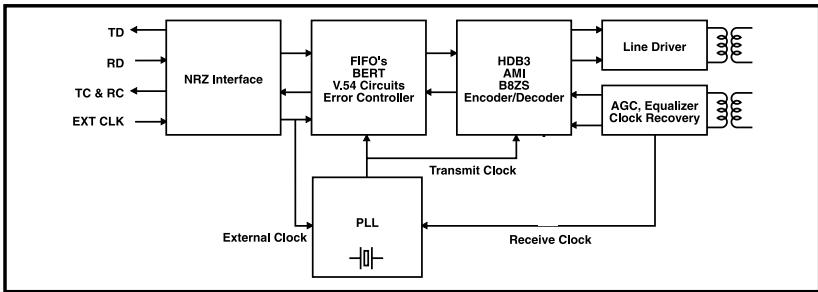 TD
RD
TC & RC
EXT CLK
NRZ Interface
FIFO's
BERT
V.54 Circuits
Error Controller
HDB3
AMI
B8ZS
Encoder/Decoder
Line Driver
AGC, Equalizer
Clock Recovery
Transmit Clock
External Clock
PLL
Receive Clock